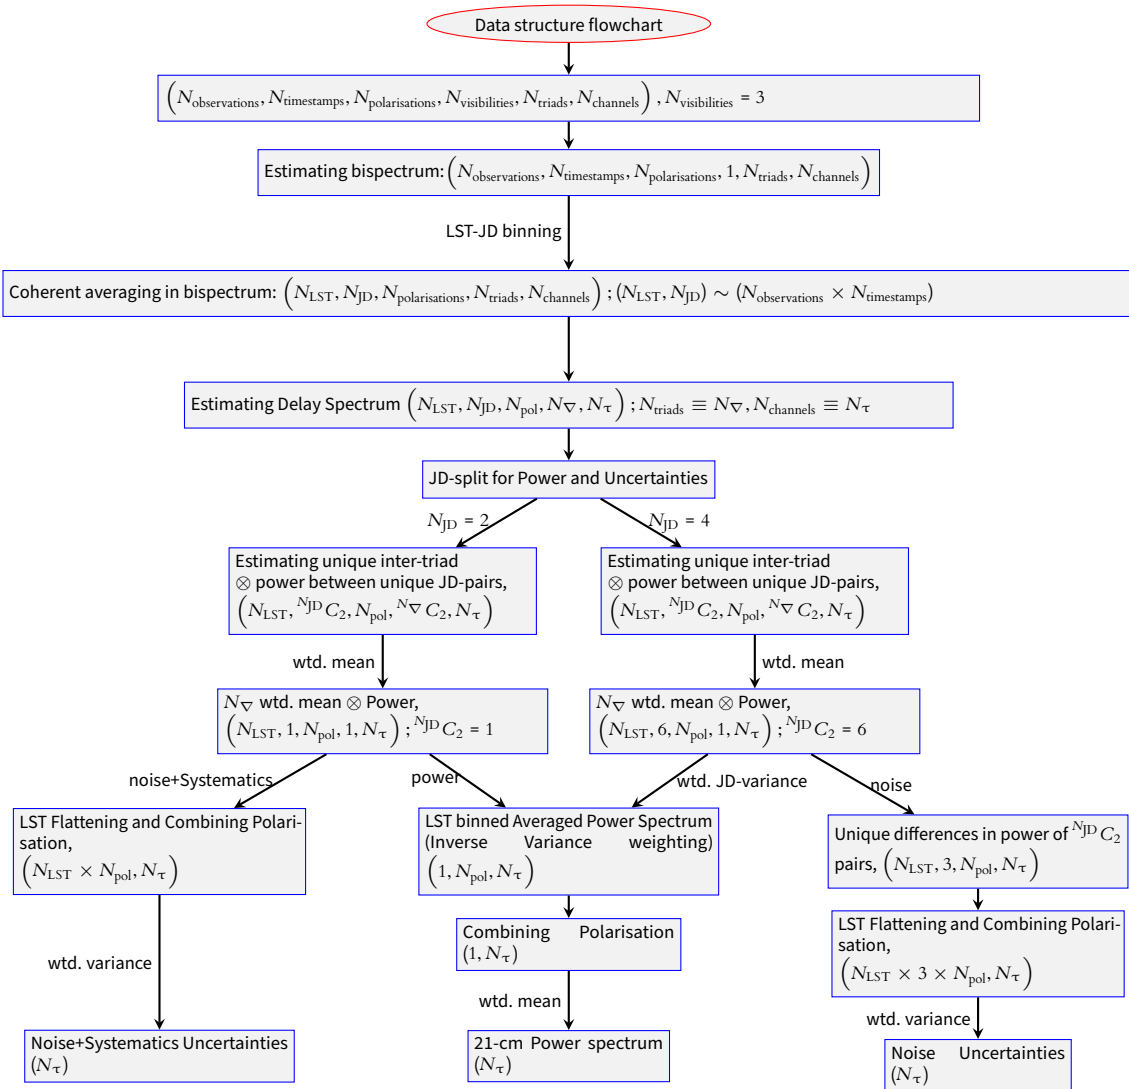 Data structure flowchart
(N_observations, N_timestamps, N_polarisations, N_visibilities, N_triads, N_channels), N_visibilities = 3
Estimating bispectrum: (N_observations, N_timestamps, N_polarisations, 1, N_triads, N_channels)
LST-JD binning
Coherent averaging in bispectrum: (N_LST, N_JD, N_polarisations, N_triads, N_channels) ; (N_LST, N_JD) ∼ (N_observations × N_timestamps)
Estimating Delay Spectrum (N_LST, N_JD, N_pol, N_∇, N_τ) ; N_triads ≡ N_∇, N_channels ≡ N_τ
JD-split for Power and Uncertainties
N_JD = 2
N_JD = 4
Estimating unique inter-triad
⊗ power between unique JD-pairs,
(N_LST, ^{N_JD}C_2, N_pol, ^{N_∇}C_2, N_τ)
Estimating unique inter-triad
⊗ power between unique JD-pairs,
(N_LST, ^{N_JD}C_2, N_pol, ^{N_∇}C_2, N_τ)
wtd. mean
wtd. mean
N_∇ wtd. mean ⊗ Power,
(N_LST, 1, N_pol, 1, N_τ) ; ^{N_JD}C_2 = 1
N_∇ wtd. mean ⊗ Power,
(N_LST, 6, N_pol, 1, N_τ) ; ^{N_JD}C_2 = 6
noise+Systematics
power
wtd. JD-variance
noise
LST Flattening and Combining Polari-
sation,
(N_LST × N_pol, N_τ)
LST binned Averaged Power Spectrum
(Inverse Variance weighting)
(1, N_pol, N_τ)
Unique differences in power of ^{N_JD}C_2
pairs, (N_LST, 3, N_pol, N_τ)
Combining Polarisation
(1, N_τ)
LST Flattening and Combining Polari-
sation,
(N_LST × 3 × N_pol, N_τ)
wtd. variance
wtd. mean
wtd. variance
Noise+Systematics Uncertainties
(N_τ)
21-cm Power spectrum
(N_τ)
Noise Uncertainties
(N_τ)